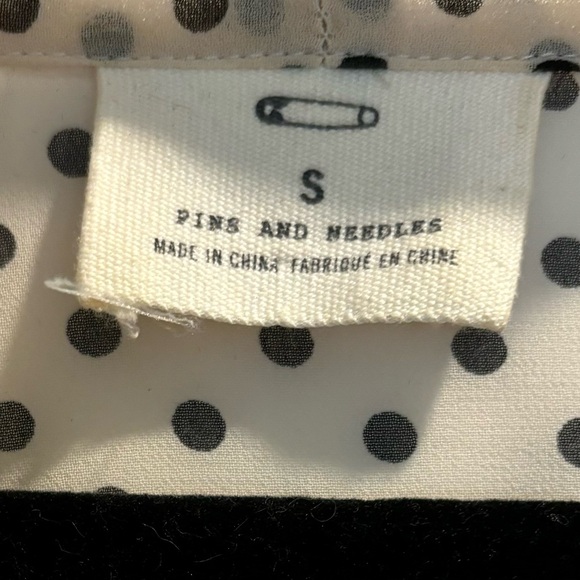 S
PINS AND NEEDLES
MADE IN CHINA FABRIQUÉ EN CHINE